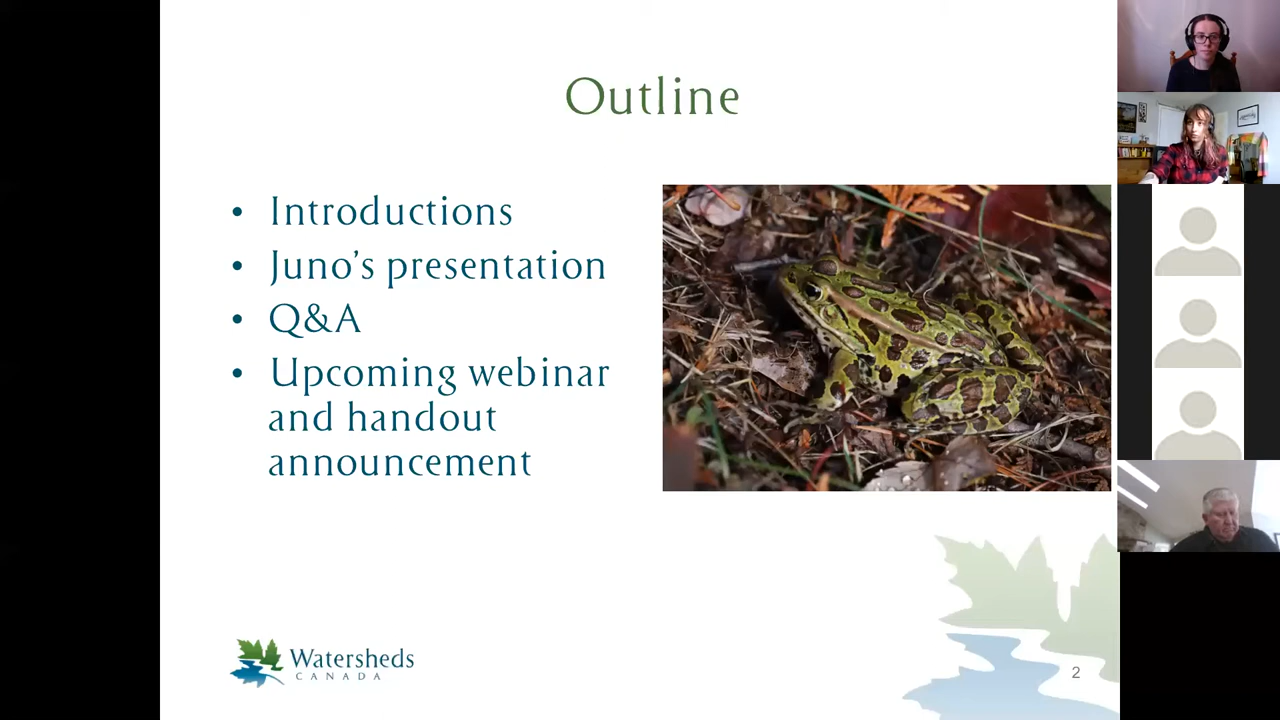 Outline
• Introductions
• Juno’s presentation
• Q&A
• Upcoming webinar
and handout
announcement
Watersheds
CANADA
2